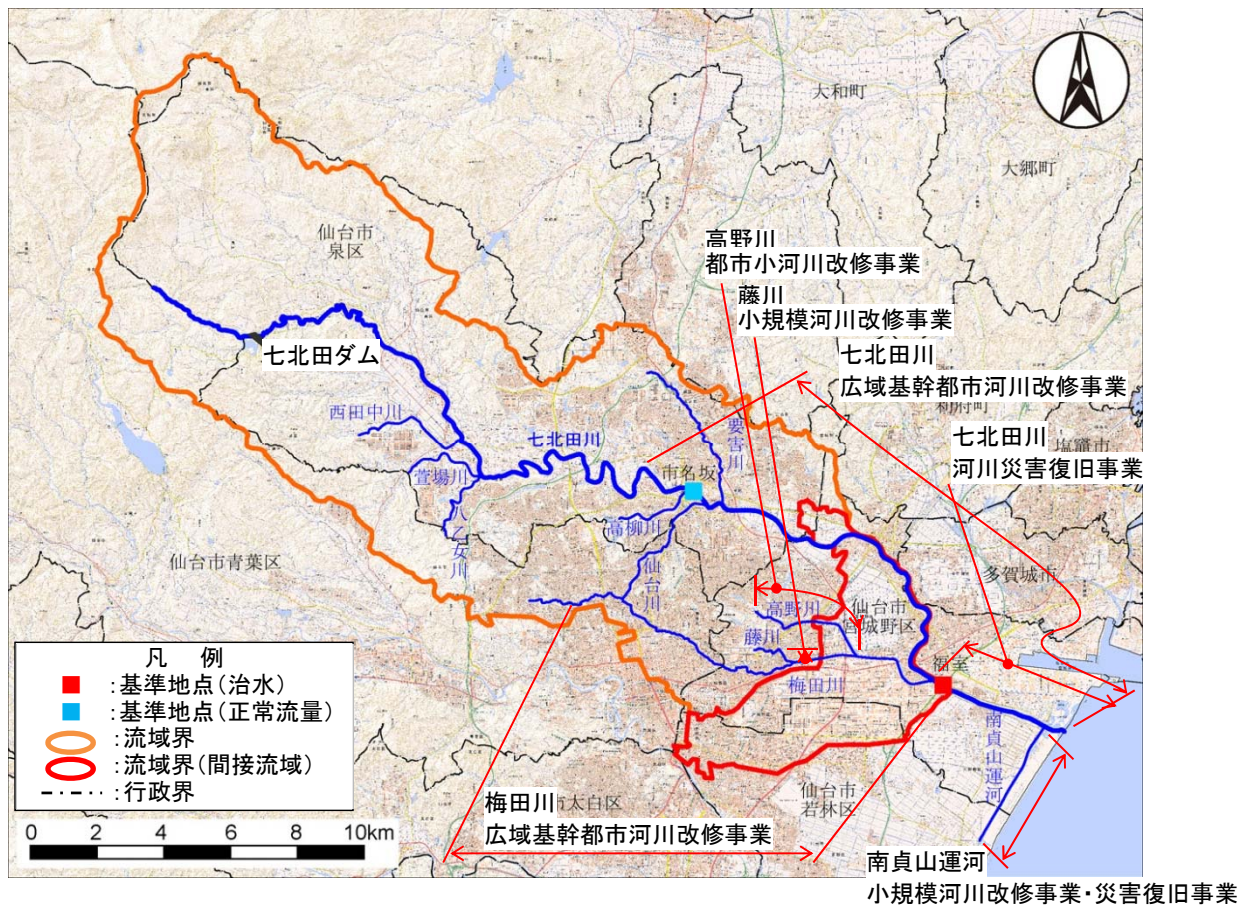 N
大和町
大郷町
仙台市
泉区
高野川
都市小河川改修事業
藤川
小規模河川改修事業
七北田川
広域基幹都市河川改修事業
七北田川
河川災害復旧事業
塩竈市
七北田ダム
西田中川
七北田川
要害川
市名坂
萱場川
八乙女川
高柳川
仙台川
仙台市青葉区
多賀城市
高野川
仙台市
宮城野区
藤川
福室
梅田川
南貞山運河
凡 例
:基準地点(治水)
:基準地点(正常流量)
:流域界
:流域界(間接流域)
:行政界
0 2 4 6 8 10km
梅田川
広域基幹都市河川改修事業
市太白区
仙台市
若林区
南貞山運河
小規模河川改修事業・災害復旧事業